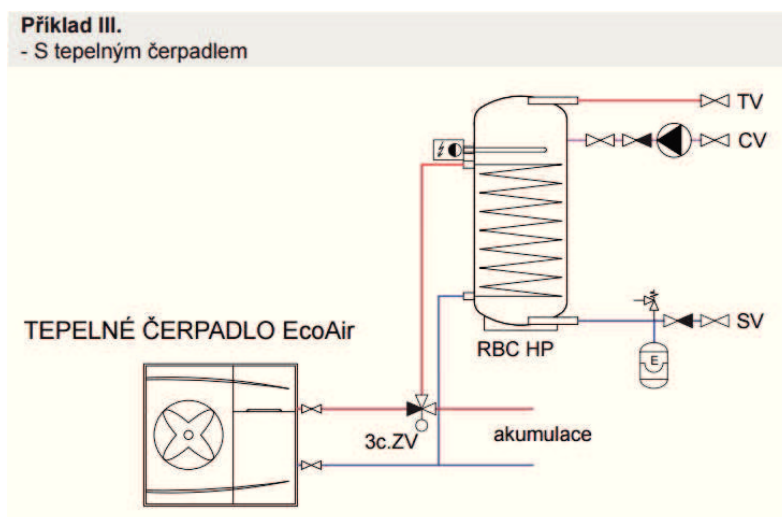 Příklad III.
- S tepelným čerpadlem
TV
CV
TEPELNÉ ČERPADLO EcoAir
SV
RBC HP
E
3c.ZV
akumulace